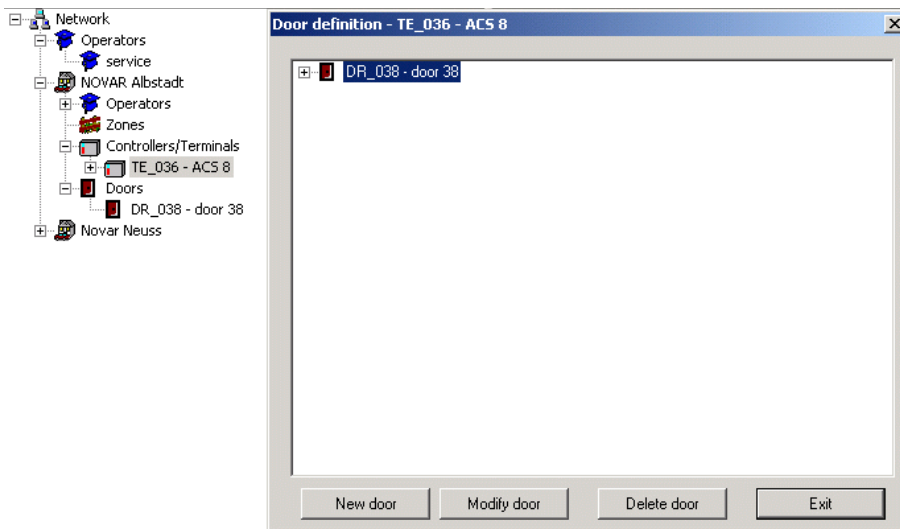 Network
Operators
service
NOVAR Albstadt
Operators
Zones
Controllers/Terminals
TE_036 - ACS 8
Doors
DR_038 - door 38
Novar Neuss
Door definition - TE_036 - ACS 8
DR_038 - door 38
New door
Modify door
Delete door
Exit